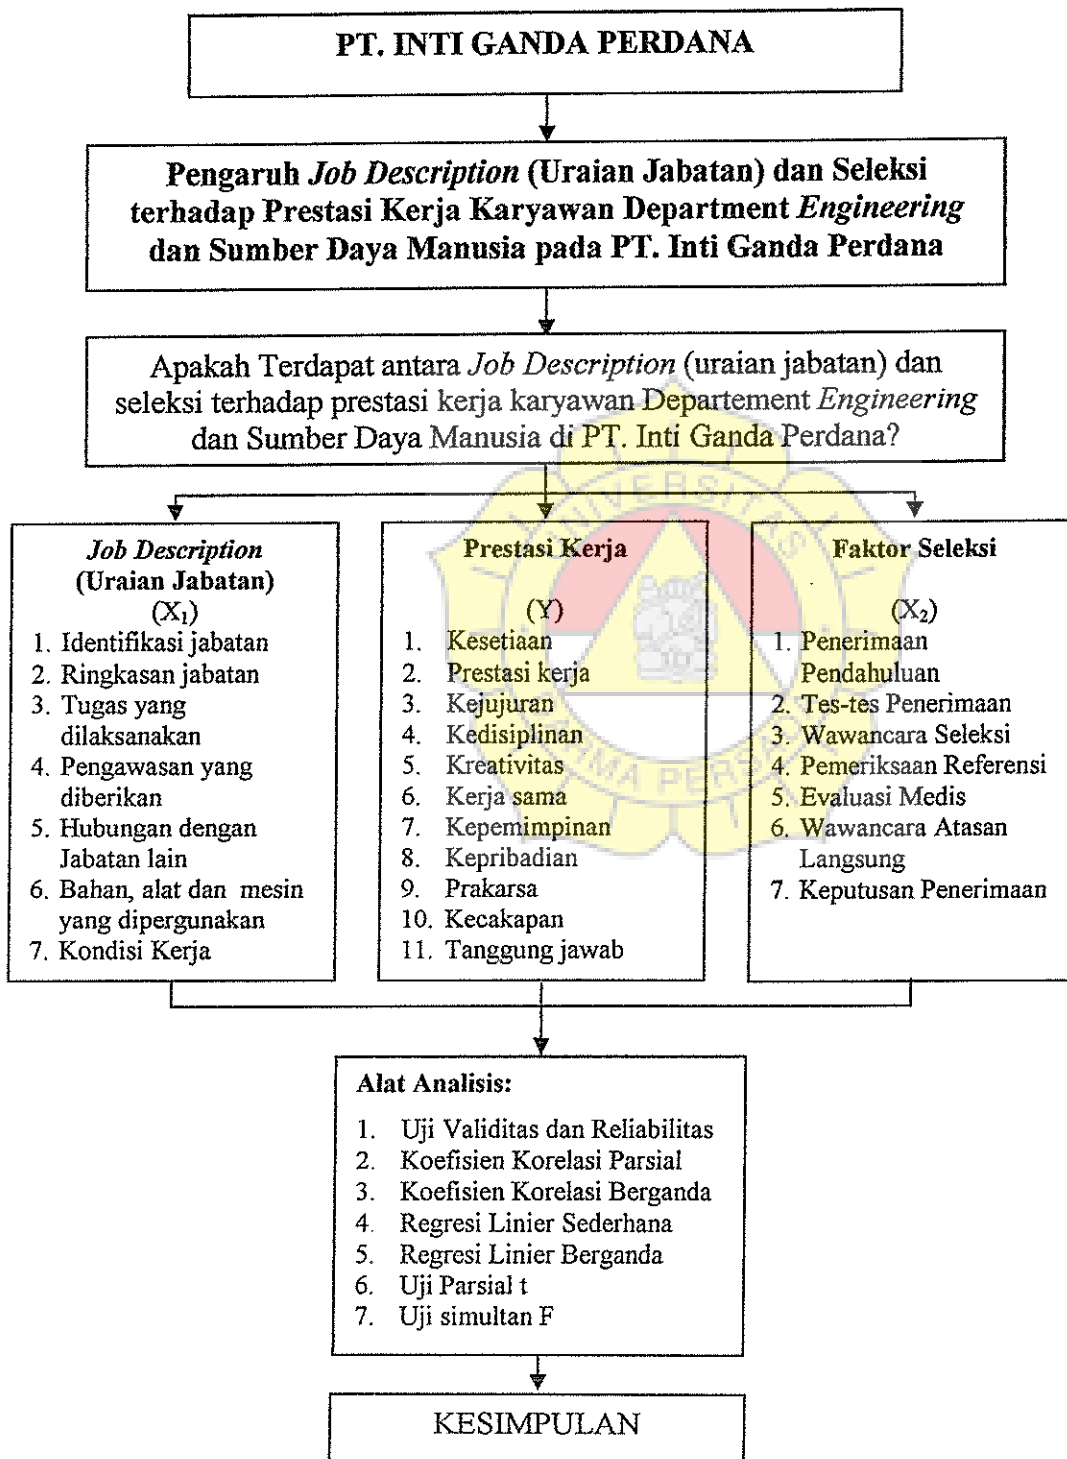 PT. INTI GANDA PERDANA
Pengaruh Job Description (Uraian Jabatan) dan Seleksi
terhadap Prestasi Kerja Karyawan Department Engineering
dan Sumber Daya Manusia pada PT. Inti Ganda Perdana
Apakah Terdapat antara Job Description (uraian jabatan) dan
seleksi terhadap prestasi kerja karyawan Departement Engineering
dan Sumber Daya Manusia di PT. Inti Ganda Perdana?
Job Description
(Uraian Jabatan)
(X₁)
1. Identifikasi jabatan
2. Ringkasan jabatan
3. Tugas yang
dilaksanakan
4. Pengawasan yang
diberikan
5. Hubungan dengan
Jabatan lain
6. Bahan, alat dan mesin
yang dipergunakan
7. Kondisi Kerja
Prestasi Kerja
(Y)
1. Kesetiaan
2. Prestasi kerja
3. Kejujuran
4. Kedisiplinan
5. Kreativitas
6. Kerja sama
7. Kepemimpinan
8. Kepribadian
9. Prakarsa
10. Kecakapan
11. Tanggung jawab
Faktor Seleksi
(X₂)
1. Penerimaan
Pendahuluan
2. Tes-tes Penerimaan
3. Wawancara Seleksi
4. Pemeriksaan Referensi
5. Evaluasi Medis
6. Wawancara Atasan
Langsung
7. Keputusan Penerimaan
UNIVERSITAS
DARMA PERSADA
Alat Analisis:
1. Uji Validitas dan Reliabilitas
2. Koefisien Korelasi Parsial
3. Koefisien Korelasi Berganda
4. Regresi Linier Sederhana
5. Regresi Linier Berganda
6. Uji Parsial t
7. Uji simultan F
KESIMPULAN